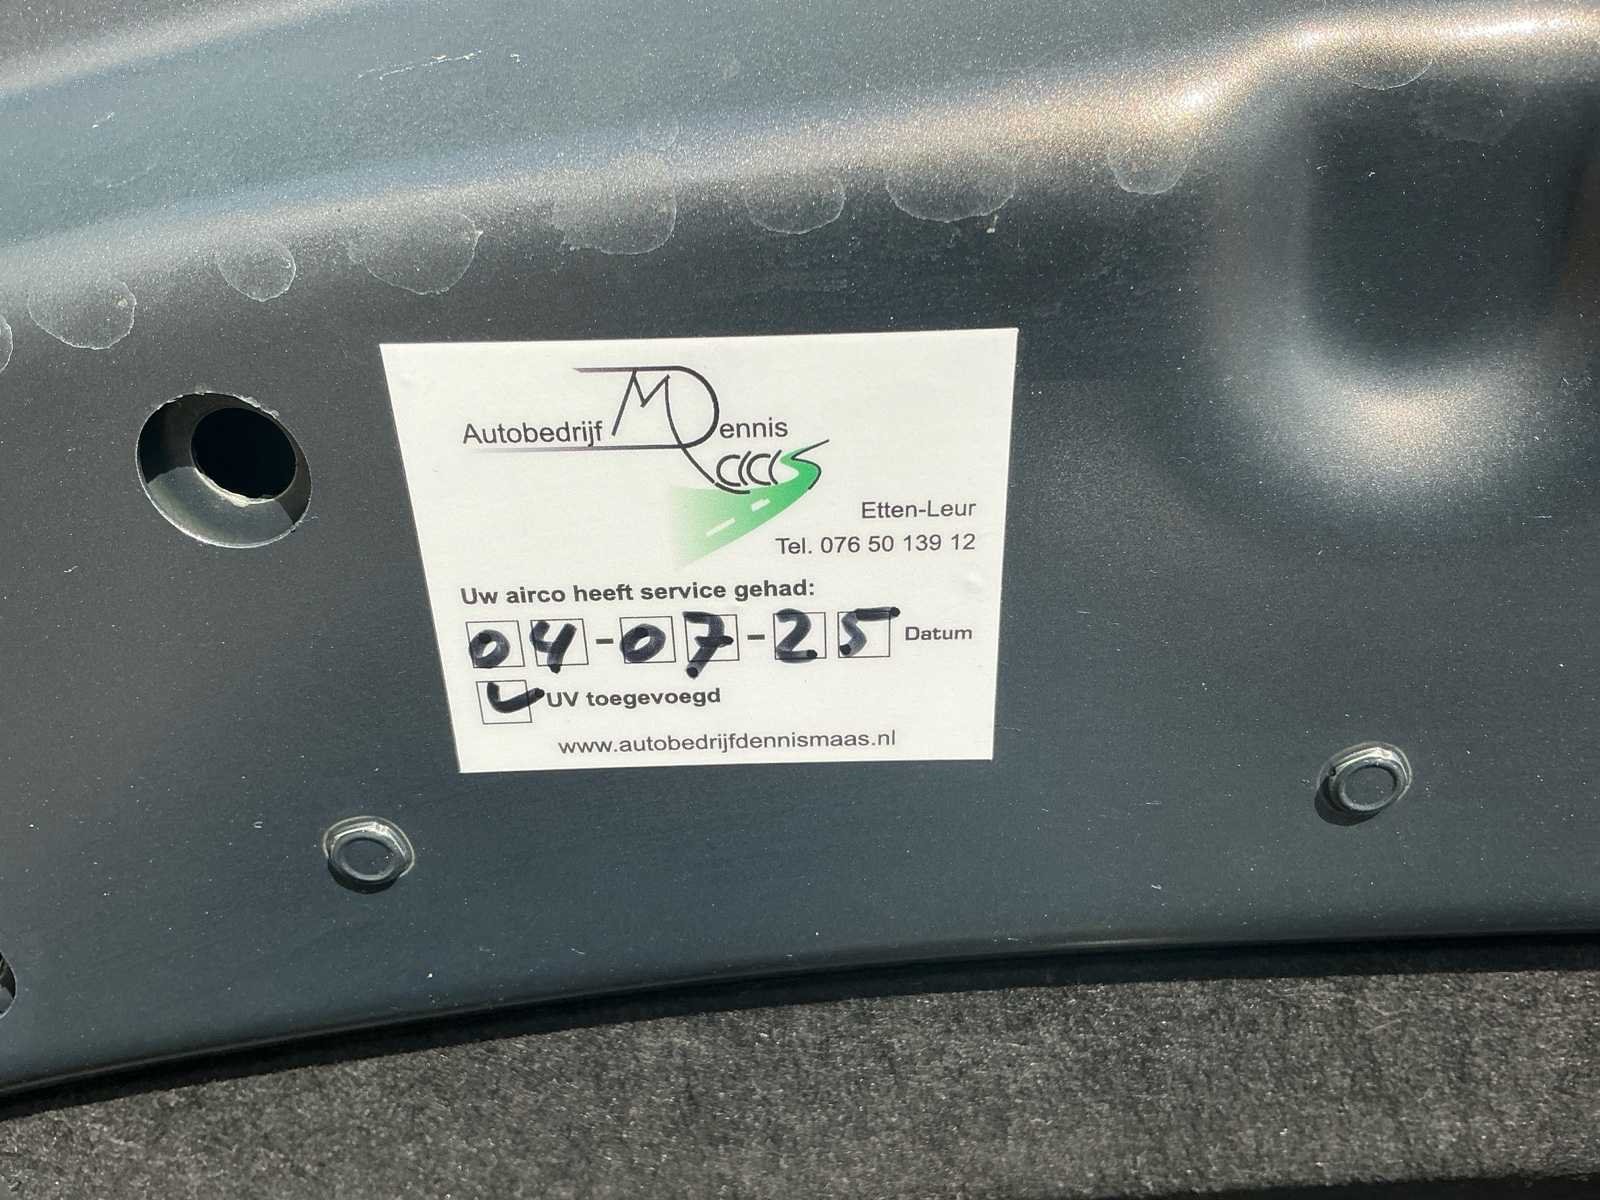 Autobedrijf Dennis
Maas
Etten-Leur
Tel. 076 50 139 12
Uw airco heeft service gehad:
04-07-25 Datum
UV toegevoegd
www.autobedrijfdennismaas.nl